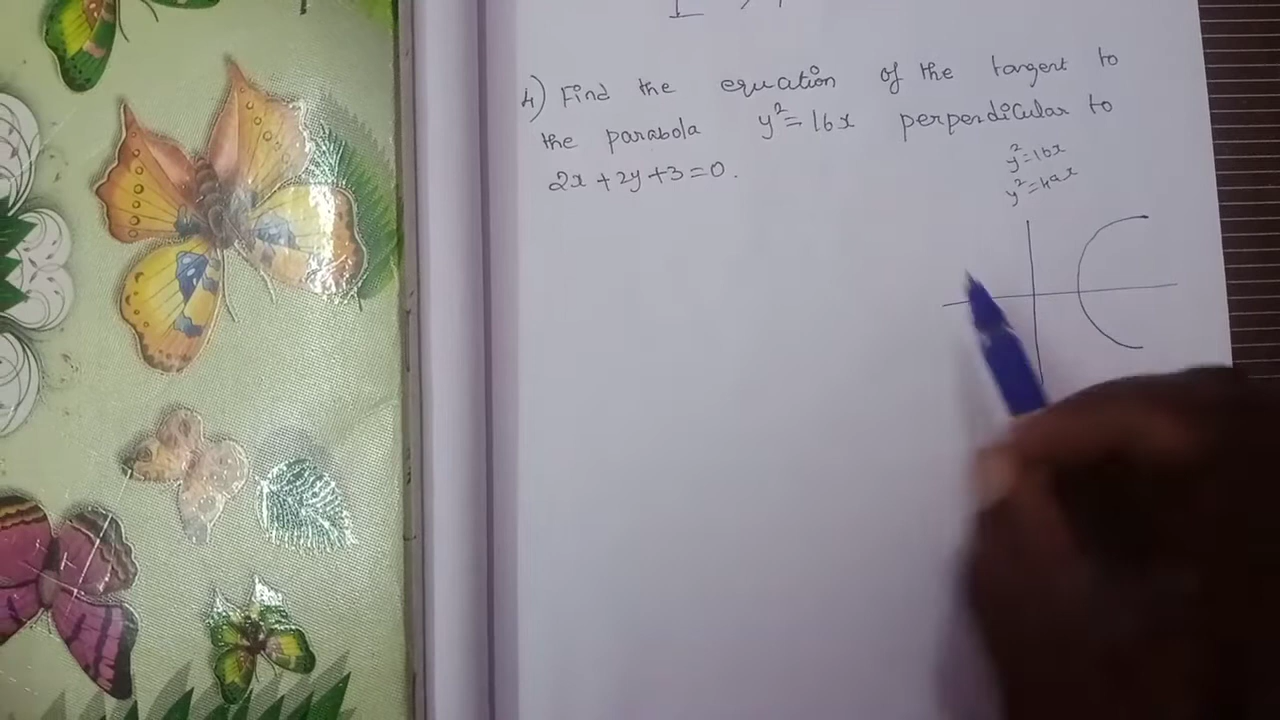 4) Find the equation of the tangent to
the parabola y² = 16x perpendicular to
2x + 2y + 3 = 0.
y² = 16x
y² = 4ax